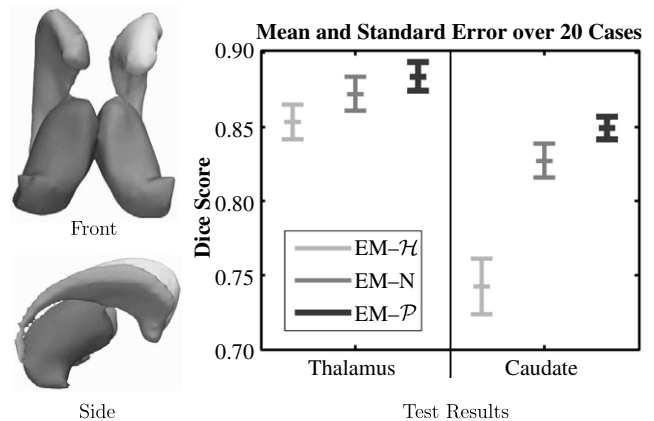 Front
Side
Mean and Standard Error over 20 Cases
Dice Score
0.90
0.85
0.80
0.75
0.70
EM–ℋ
EM–N
EM–𝒫
Thalamus
Caudate
Test Results